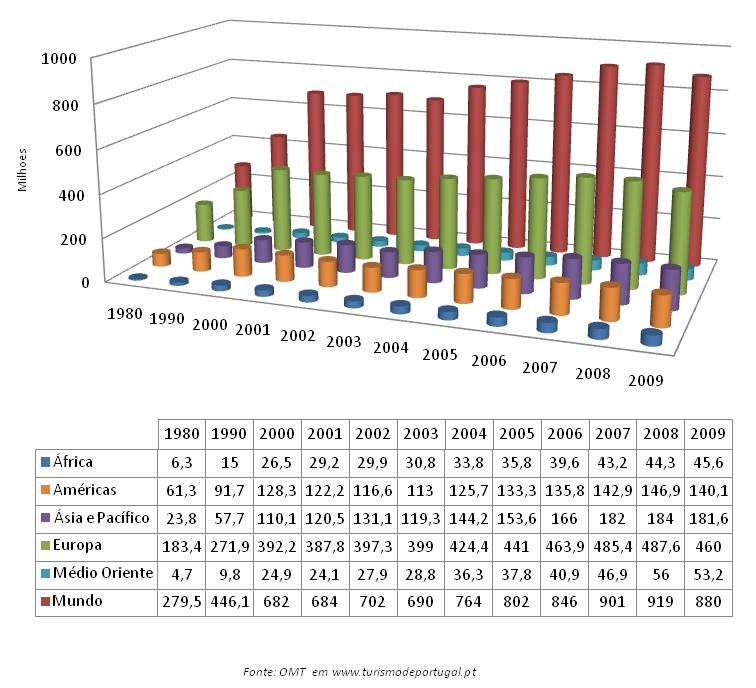 1000
800
600
400
200
0
Milhoes
1980 1990 2000 2001 2002 2003 2004 2005 2006 2007 2008 2009
1980 1990 2000 2001 2002 2003 2004 2005 2006 2007 2008 2009
África 6,3 15 26,5 29,2 29,9 30,8 33,8 35,8 39,6 43,2 44,3 45,6
Américas 61,3 91,7 128,3 122,2 116,6 113 125,7 133,3 135,8 142,9 146,9 140,1
Ásia e Pacífico 23,8 57,7 110,1 120,5 131,1 119,3 144,2 153,6 166 182 184 181,6
Europa 183,4 271,9 392,2 387,8 397,3 399 424,4 441 463,9 485,4 487,6 460
Médio Oriente 4,7 9,8 24,9 24,1 27,9 28,8 36,3 37,8 40,9 46,9 56 53,2
Mundo 279,5 446,1 682 684 702 690 764 802 846 901 919 880
Fonte: OMT em www.turismodeportugal.pt